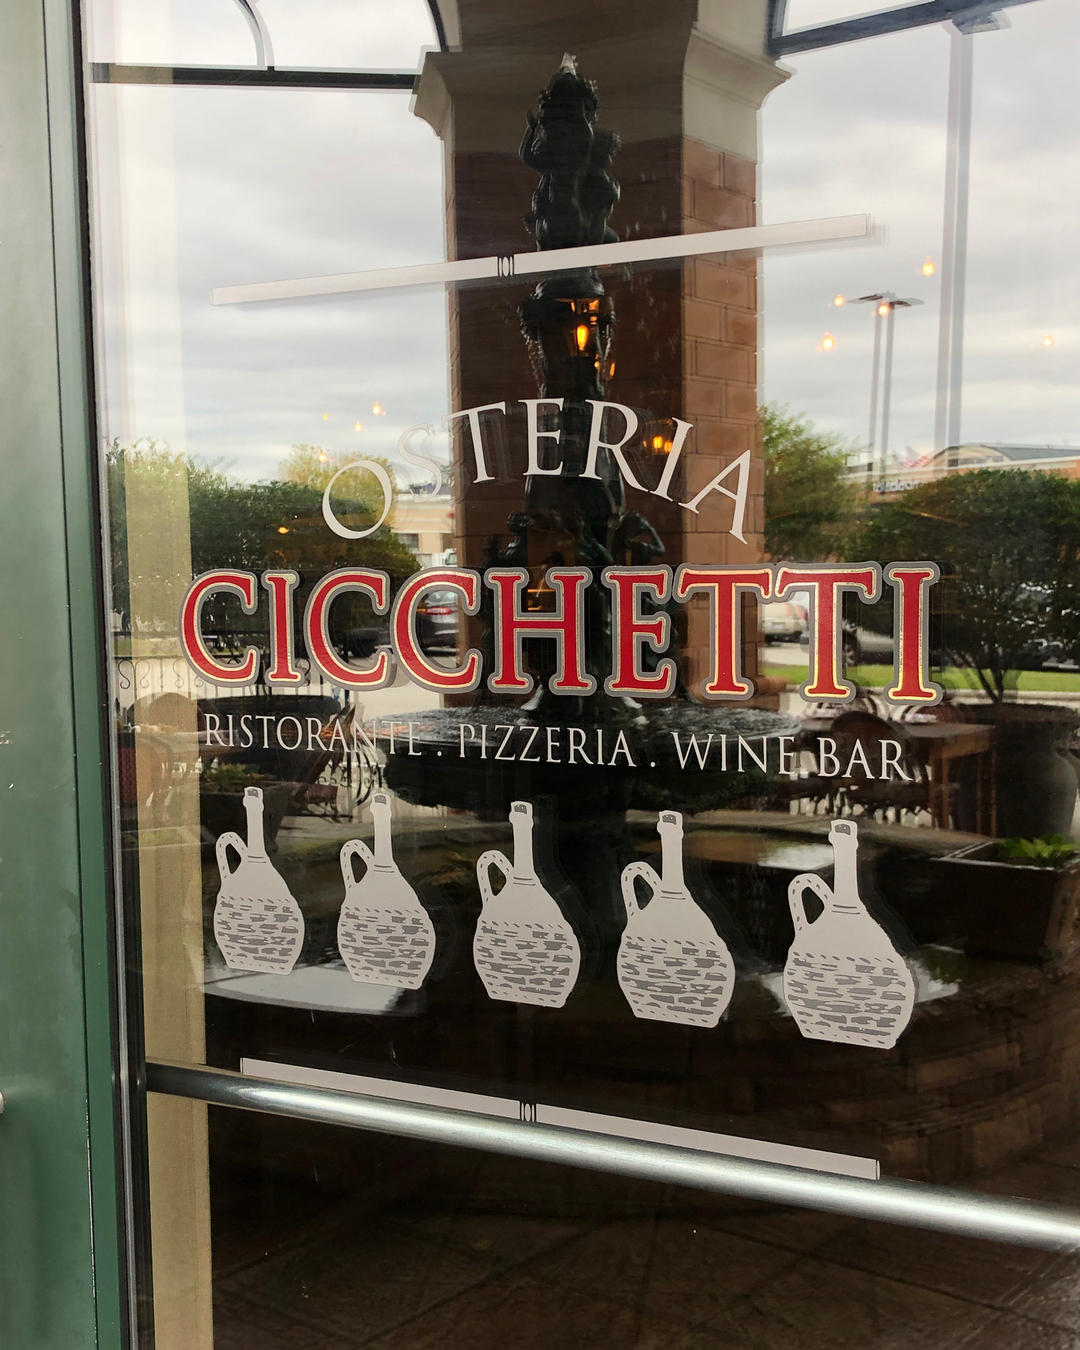 OSTERIA
CICCHETTI
RISTORANTE . PIZZERIA . WINE BAR